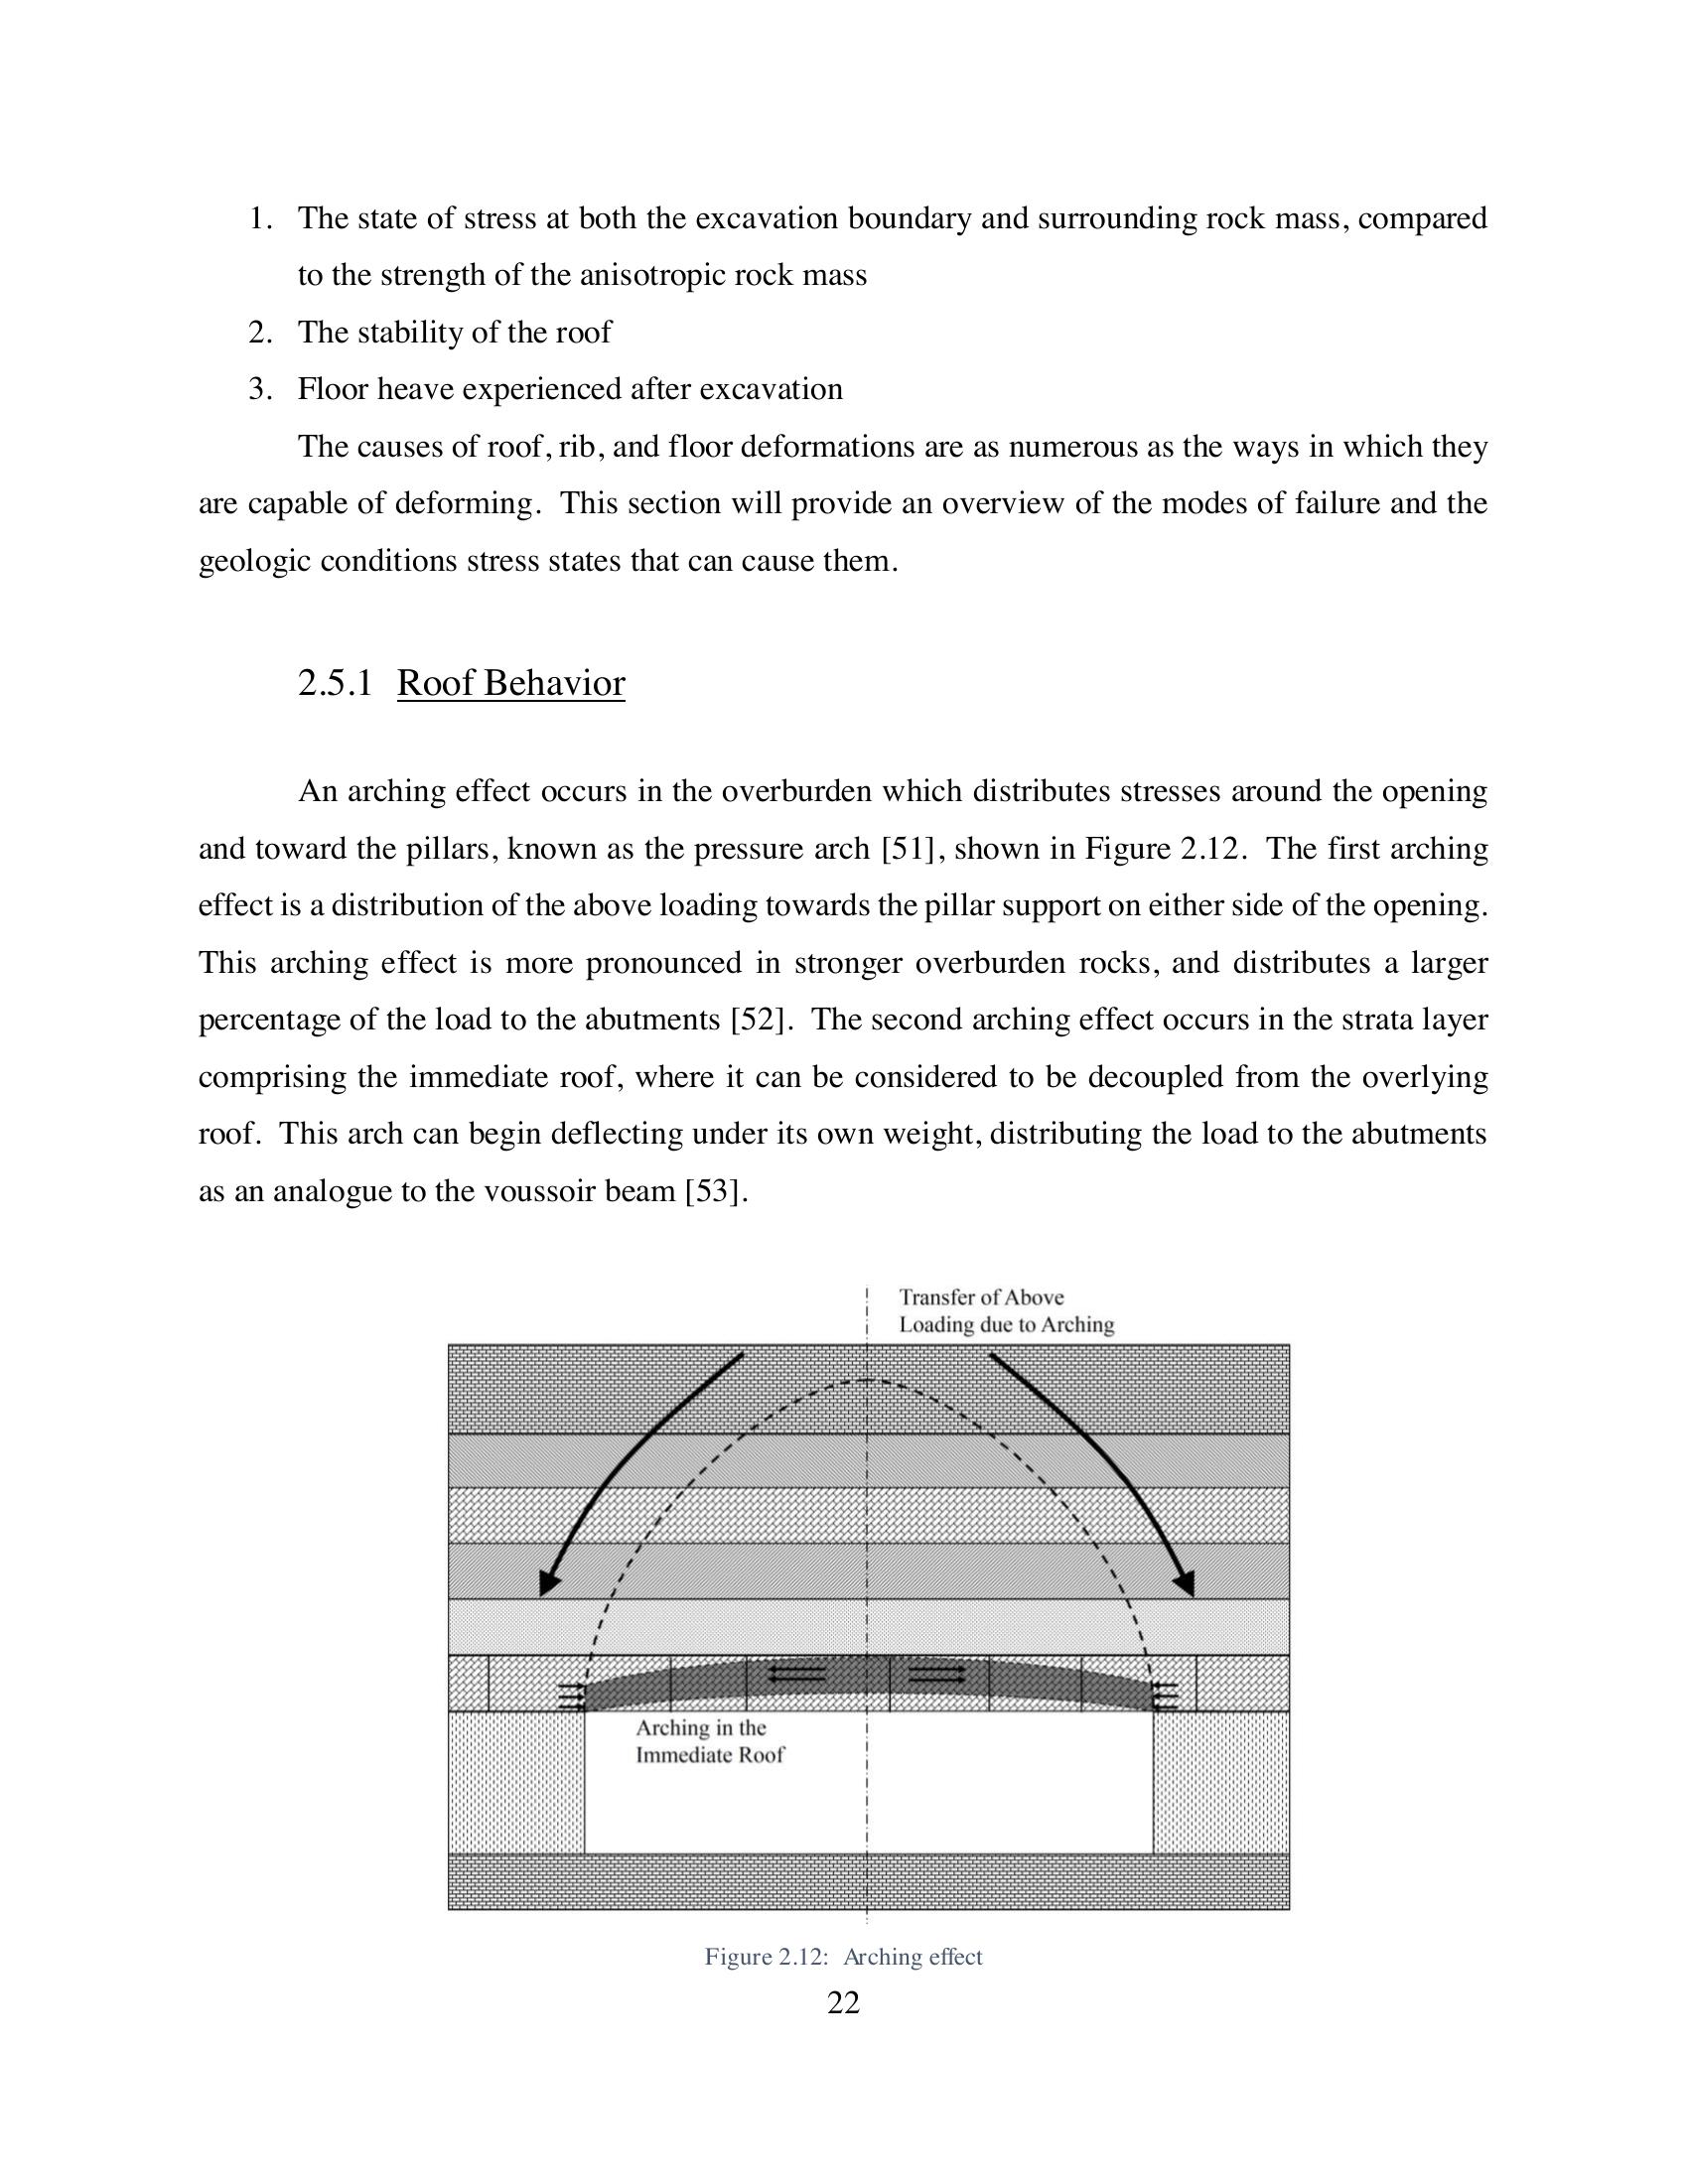 1. The state of stress at both the excavation boundary and surrounding rock mass, compared
to the strength of the anisotropic rock mass
2. The stability of the roof
3. Floor heave experienced after excavation
The causes of roof, rib, and floor deformations are as numerous as the ways in which they
are capable of deforming. This section will provide an overview of the modes of failure and the
geologic conditions stress states that can cause them.
2.5.1 Roof Behavior
An arching effect occurs in the overburden which distributes stresses around the opening
and toward the pillars, known as the pressure arch [51], shown in Figure 2.12. The first arching
effect is a distribution of the above loading towards the pillar support on either side of the opening.
This arching effect is more pronounced in stronger overburden rocks, and distributes a larger
percentage of the load to the abutments [52]. The second arching effect occurs in the strata layer
comprising the immediate roof, where it can be considered to be decoupled from the overlying
roof. This arch can begin deflecting under its own weight, distributing the load to the abutments
as an analogue to the voussoir beam [53].
Transfer of Above
Loading due to Arching
Arching in the
Immediate Roof
Figure 2.12: Arching effect
22